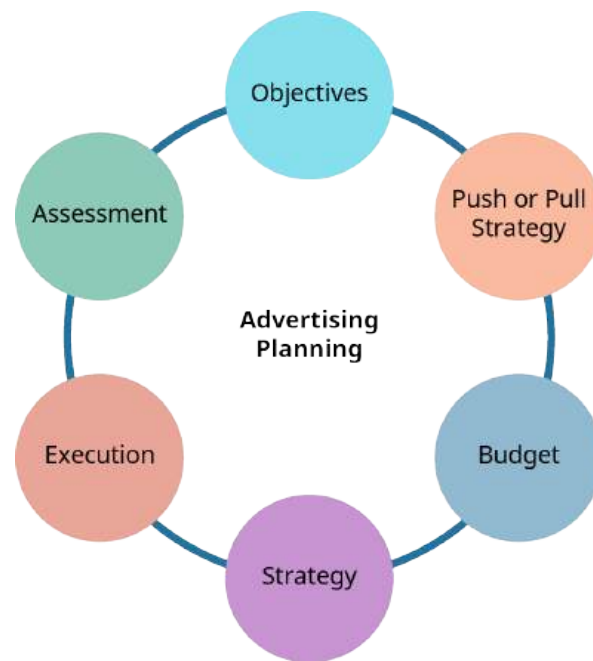 Objectives
Push or Pull
Strategy
Budget
Strategy
Execution
Assessment
Advertising
Planning